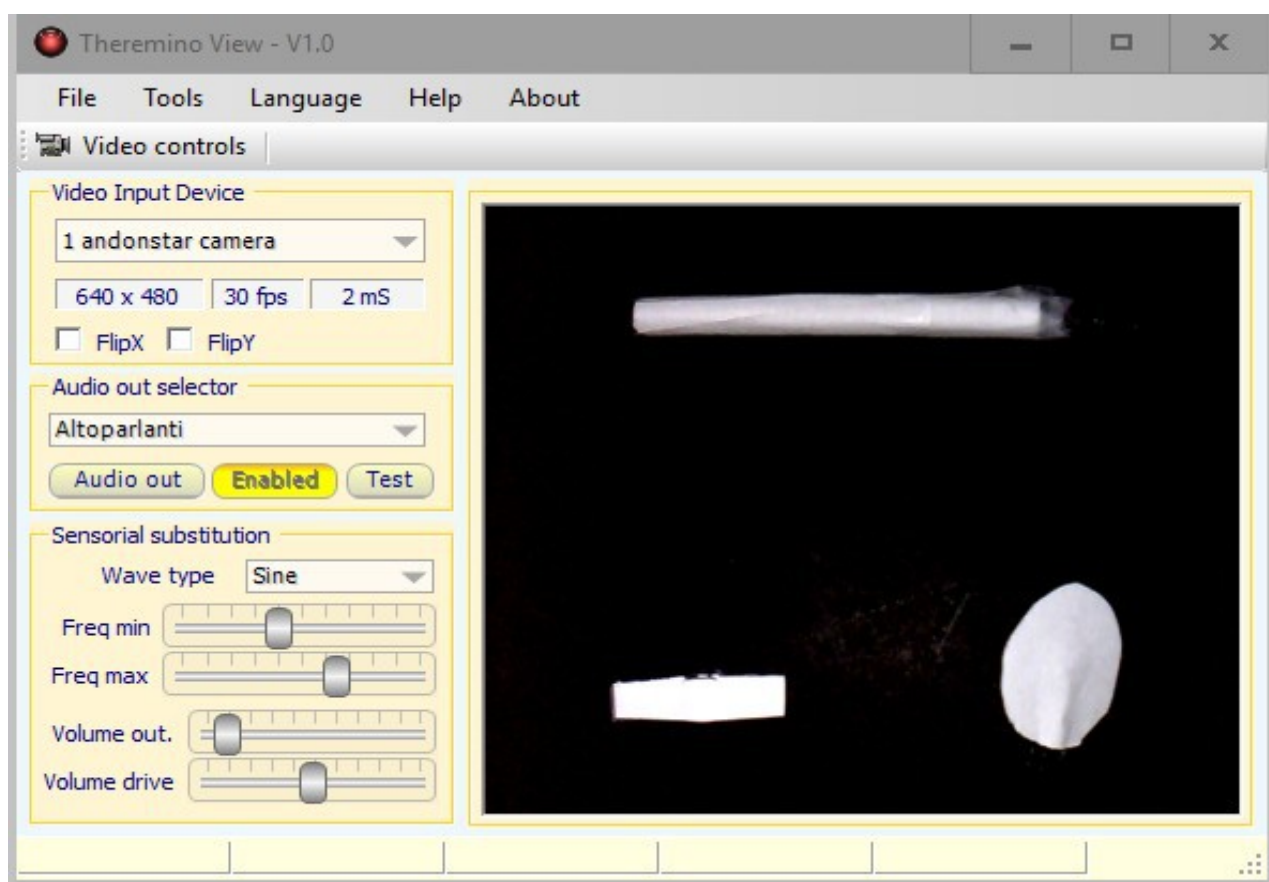 Theremino View - V1.0
File Tools Language Help About
Video controls
Video Input Device
1 andonstar camera
640 x 480 30 fps 2 mS
FlipX FlipY
Audio out selector
Altoparlanti
Audio out Enabled Test
Sensorial substitution
Wave type Sine
Freq min
Freq max
Volume out.
Volume drive